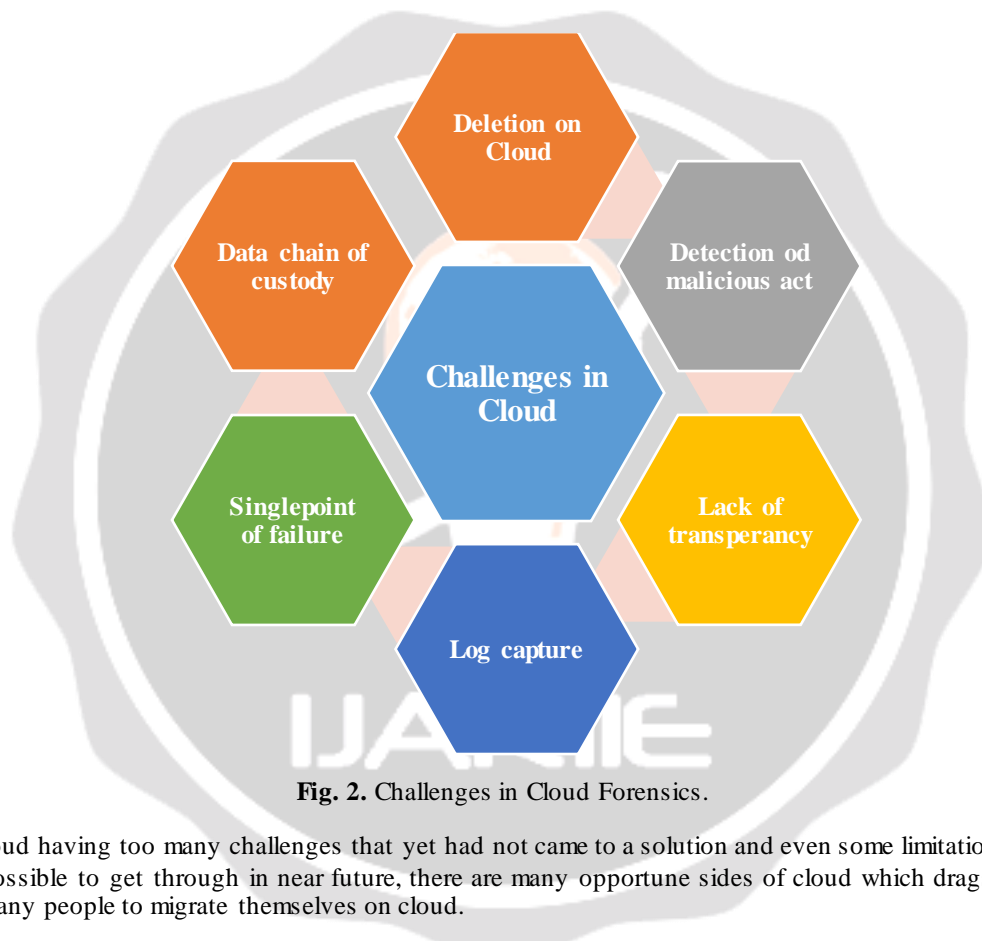 Deletion on
Cloud
Data chain of
custody
Detection od
malicious act
Challenges in
Cloud
Singlepoint
of failure
Lack of
transperancy
Log capture
Fig. 2. Challenges in Cloud Forensics.
oud having too many challenges that yet had not came to a solution and even some limitatio
ossible to get through in near future, there are many opportune sides of cloud which drag
any people to migrate themselves on cloud.